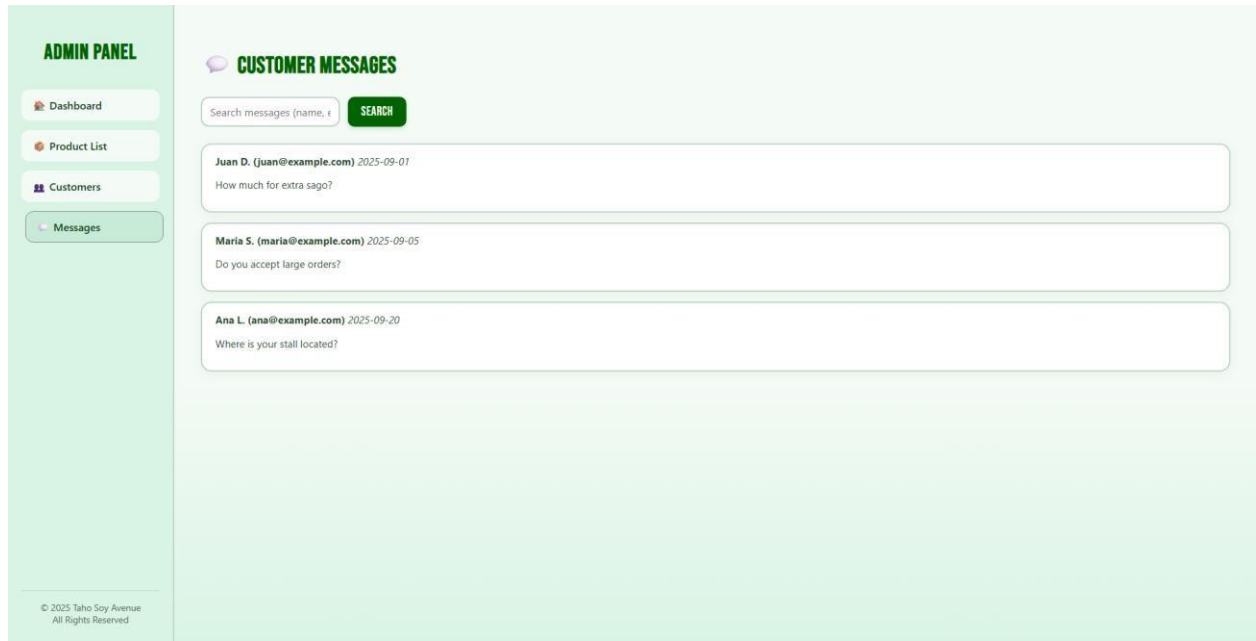 ADMIN PANEL
Dashboard
Product List
Customers
Messages
© 2025 Taho Soy Avenue
All Rights Reserved
CUSTOMER MESSAGES
Search messages (name, e
SEARCH
Juan D. (juan@example.com) 2025-09-01
How much for extra sago?
Maria S. (maria@example.com) 2025-09-05
Do you accept large orders?
Ana L. (ana@example.com) 2025-09-20
Where is your stall located?